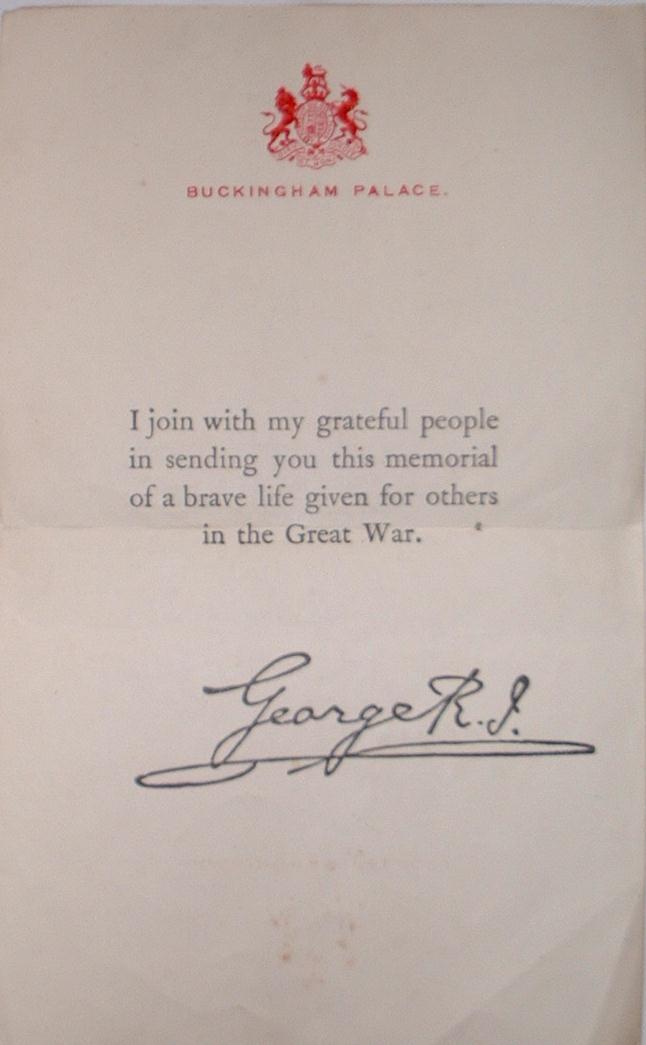 BUCKINGHAM PALACE.
I join with my grateful people
in sending you this memorial
of a brave life given for others
in the Great War.
George R.I.